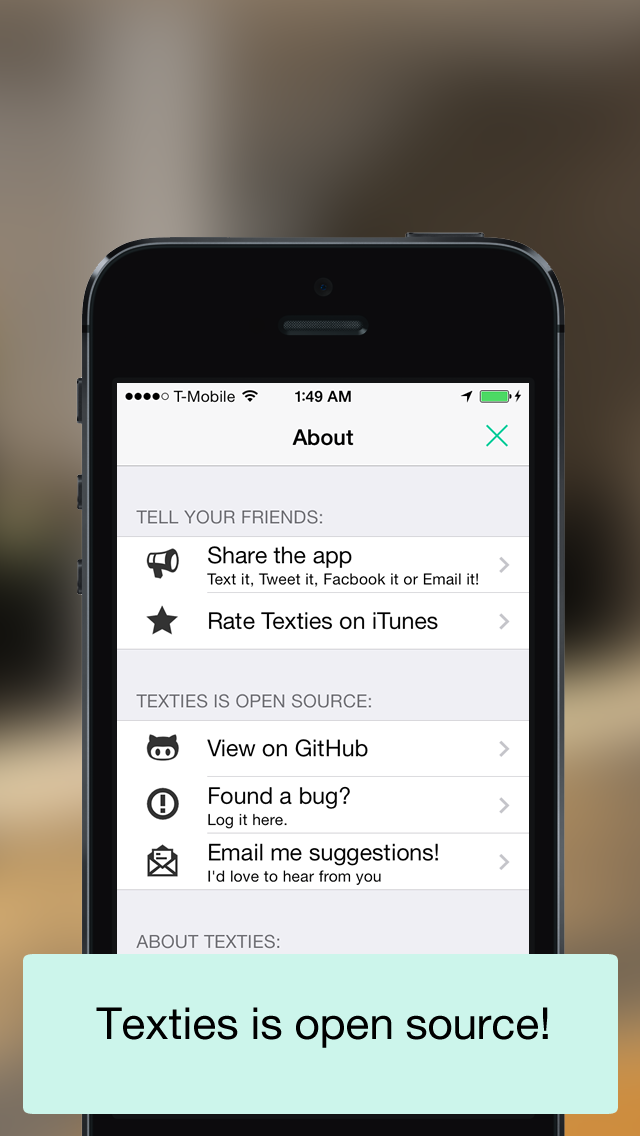 T-Mobile 1:49 AM
About
TELL YOUR FRIENDS:
Share the app
Text it, Tweet it, Facbook it or Email it!
Rate Texties on iTunes
TEXTIES IS OPEN SOURCE:
View on GitHub
Found a bug?
Log it here.
Email me suggestions!
I'd love to hear from you
ABOUT TEXTIES:
Texties is open source!